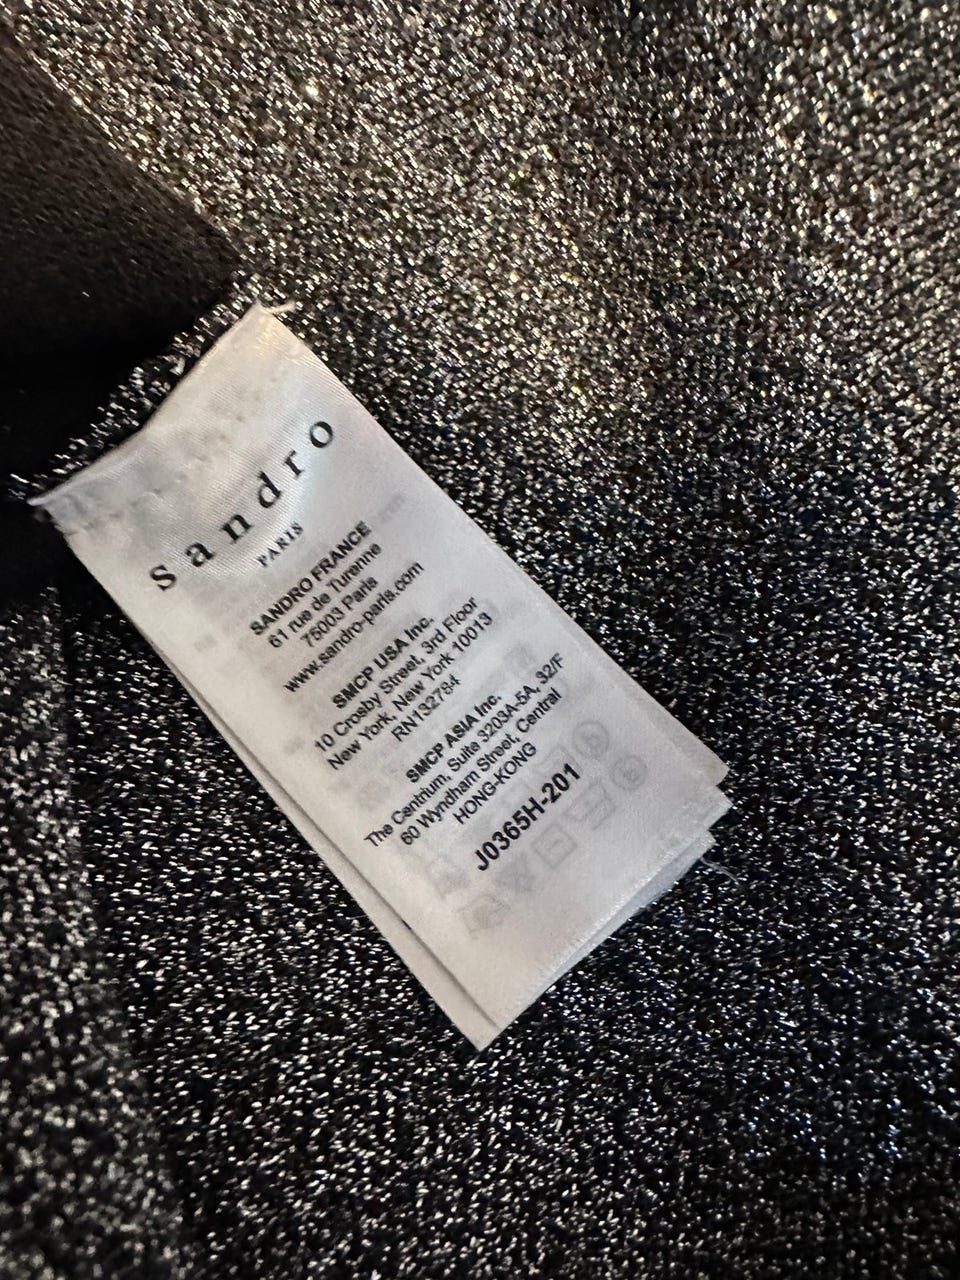 sandro
PARIS
SANDRO FRANCE
61 rue de Turenne
75003 Paris
www.sandro-paris.com
SMCP USA Inc.
10 Crosby Street, 3rd Floor
New York, New York 10013
RN132784
SMCP ASIA Inc.
The Centrium, Suite 3203A-5A, 32/F
60 Wyndham Street, Central
HONG-KONG
J0365H-201